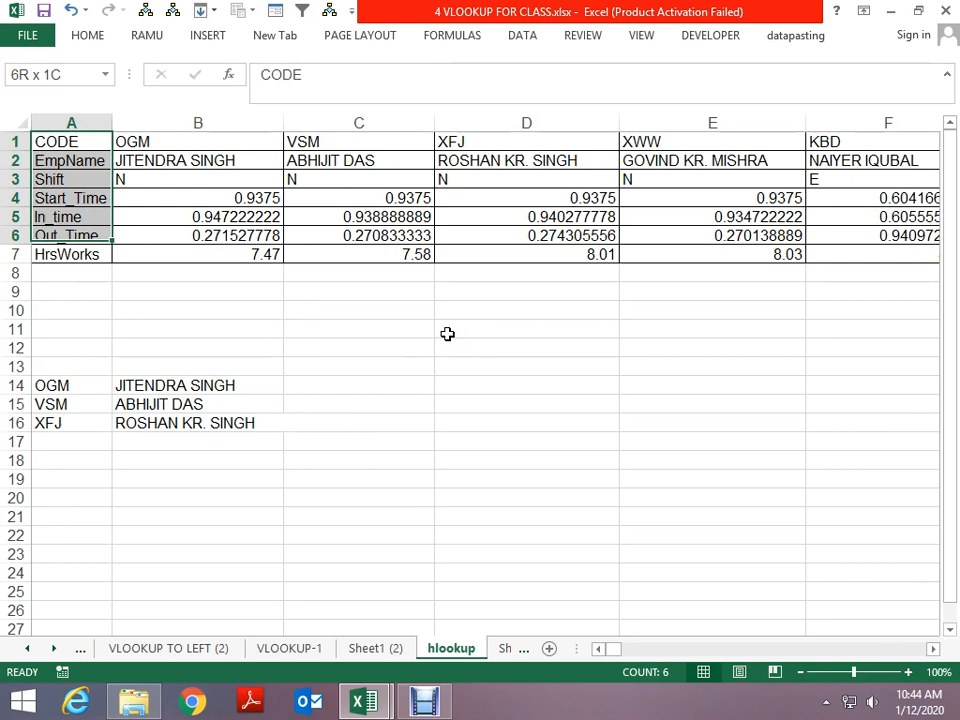 4 VLOOKUP FOR CLASS.xlsx - Excel (Product Activation Failed)
FILE HOME RAMU INSERT New Tab PAGE LAYOUT DATA FORMULAS REVIEW VIEW DEVELOPER datapasting Sign in
6R x 1C fx CODE
A B C D E F
1 CODE OGM VSM XFJ XWW KBD
2 EmpName JITENDRA SINGH ABHIJIT DAS ROSHAN KR. SINGH GOVIND KR. MISHRA NAIYER IQUBAL
3 Shift N N N N E
4 Start_Time 0.9375 0.9375 0.9375 0.9375 0.604166
5 In_time 0.947222222 0.938888889 0.940277778 0.934722222 0.605555
6 Out_Time 0.271527778 0.270833333 0.274305556 0.270138889 0.940972
7 HrsWorks 7.47 7.58 8.01 8.03
8
9
10
11
12
13
14 OGM JITENDRA SINGH
15 VSM ABHIJIT DAS
16 XFJ ROSHAN KR. SINGH
17
18
19
20
21
22
23
24
25
26
27
... VLOOKUP TO LEFT (2) VLOOKUP-1 Sheet1 (2) hlookup Sh ...
READY COUNT: 6 100%
10:44 AM
1/12/2020